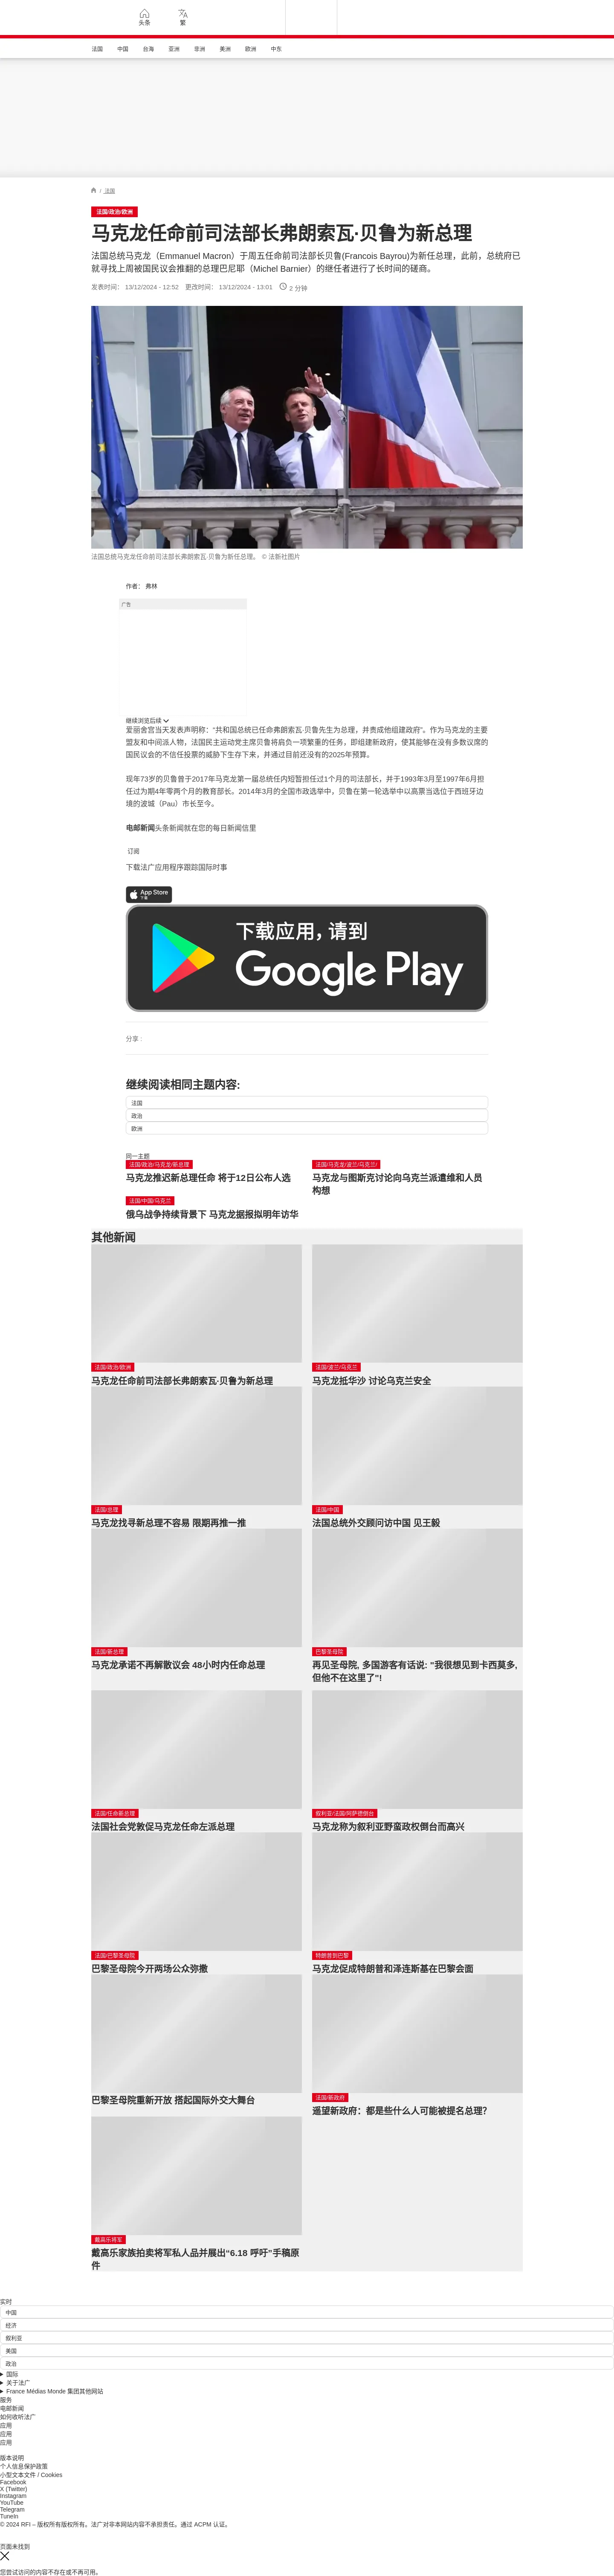 头条
繁
法国
中国
台海
亚洲
非洲
美洲
欧洲
中东
/ 法国
法国/政治/欧洲
马克龙任命前司法部长弗朗索瓦·贝鲁为新总理
法国总统马克龙（Emmanuel Macron）于周五任命前司法部长贝鲁(Francois Bayrou)为新任总理，此前，总统府已
就寻找上周被国民议会推翻的总理巴尼耶（Michel Barnier）的继任者进行了长时间的磋商。
发表时间： 13/12/2024 - 12:52 更改时间： 13/12/2024 - 13:01 2 分钟
法国总统马克龙任命前司法部长弗朗索瓦·贝鲁为新任总理。 © 法新社图片
作者： 弗林
广告
继续浏览后续
爱丽舍宫当天发表声明称：“共和国总统已任命弗朗索瓦·贝鲁先生为总理，并责成他组建政府”。作为马克龙的主要
盟友和中间派人物，法国民主运动党主席贝鲁将肩负一项繁重的任务，即组建新政府，使其能够在没有多数议席的
国民议会的不信任投票的威胁下生存下来，并通过目前还没有的2025年预算。
现年73岁的贝鲁曾于2017年马克龙第一届总统任内短暂担任过1个月的司法部长，并于1993年3月至1997年6月担
任过为期4年零两个月的教育部长。2014年3月的全国市政选举中，贝鲁在第一轮选举中以高票当选位于西班牙边
境的波城（Pau）市长至今。
电邮新闻头条新闻就在您的每日新闻信里
订阅
下载法广应用程序跟踪国际时事
App Store
下载
下载应用，请到
Google Play
分享 :
继续阅读相同主题内容:
法国
政治
欧洲
同一主题
法国/政治/马克龙/新总理
马克龙推迟新总理任命 将于12日公布人选
法国/马克龙/波兰/乌克兰/
马克龙与图斯克讨论向乌克兰派遣维和人员
构想
法国/中国/乌克兰
俄乌战争持续背景下 马克龙据报拟明年访华
其他新闻
法国/政治/欧洲
马克龙任命前司法部长弗朗索瓦·贝鲁为新总理
法国/波兰/乌克兰
马克龙抵华沙 讨论乌克兰安全
法国/总理
马克龙找寻新总理不容易 限期再推一推
法国/中国
法国总统外交顾问访中国 见王毅
法国/新总理
马克龙承诺不再解散议会 48小时内任命总理
巴黎圣母院
再见圣母院, 多国游客有话说: "我很想见到卡西莫多,
但他不在这里了"!
法国/任命新总理
法国社会党敦促马克龙任命左派总理
叙利亚/法国/阿萨德倒台
马克龙称为叙利亚野蛮政权倒台而高兴
法国/巴黎圣母院
巴黎圣母院今开两场公众弥撒
特朗普到巴黎
马克龙促成特朗普和泽连斯基在巴黎会面
巴黎圣母院重新开放 搭起国际外交大舞台
法国/新政府
遥望新政府：都是些什么人可能被提名总理?
戴高乐将军
戴高乐家族拍卖将军私人品并展出“6.18 呼吁”手稿原
件
实时
中国
经济
叙利亚
美国
政治
国际
关于法广
France Médias Monde 集团其他网站
服务
电邮新闻
如何收听法广
应用
应用
应用
版本说明
个人信息保护政策
小型文本文件 / Cookies
Facebook
X (Twitter)
Instagram
YouTube
Telegram
TuneIn
© 2024 RFI – 版权所有版权所有。法广对非本网站内容不承担责任。通过 ACPM 认证。
页面未找到
您尝试访问的内容不存在或不再可用。